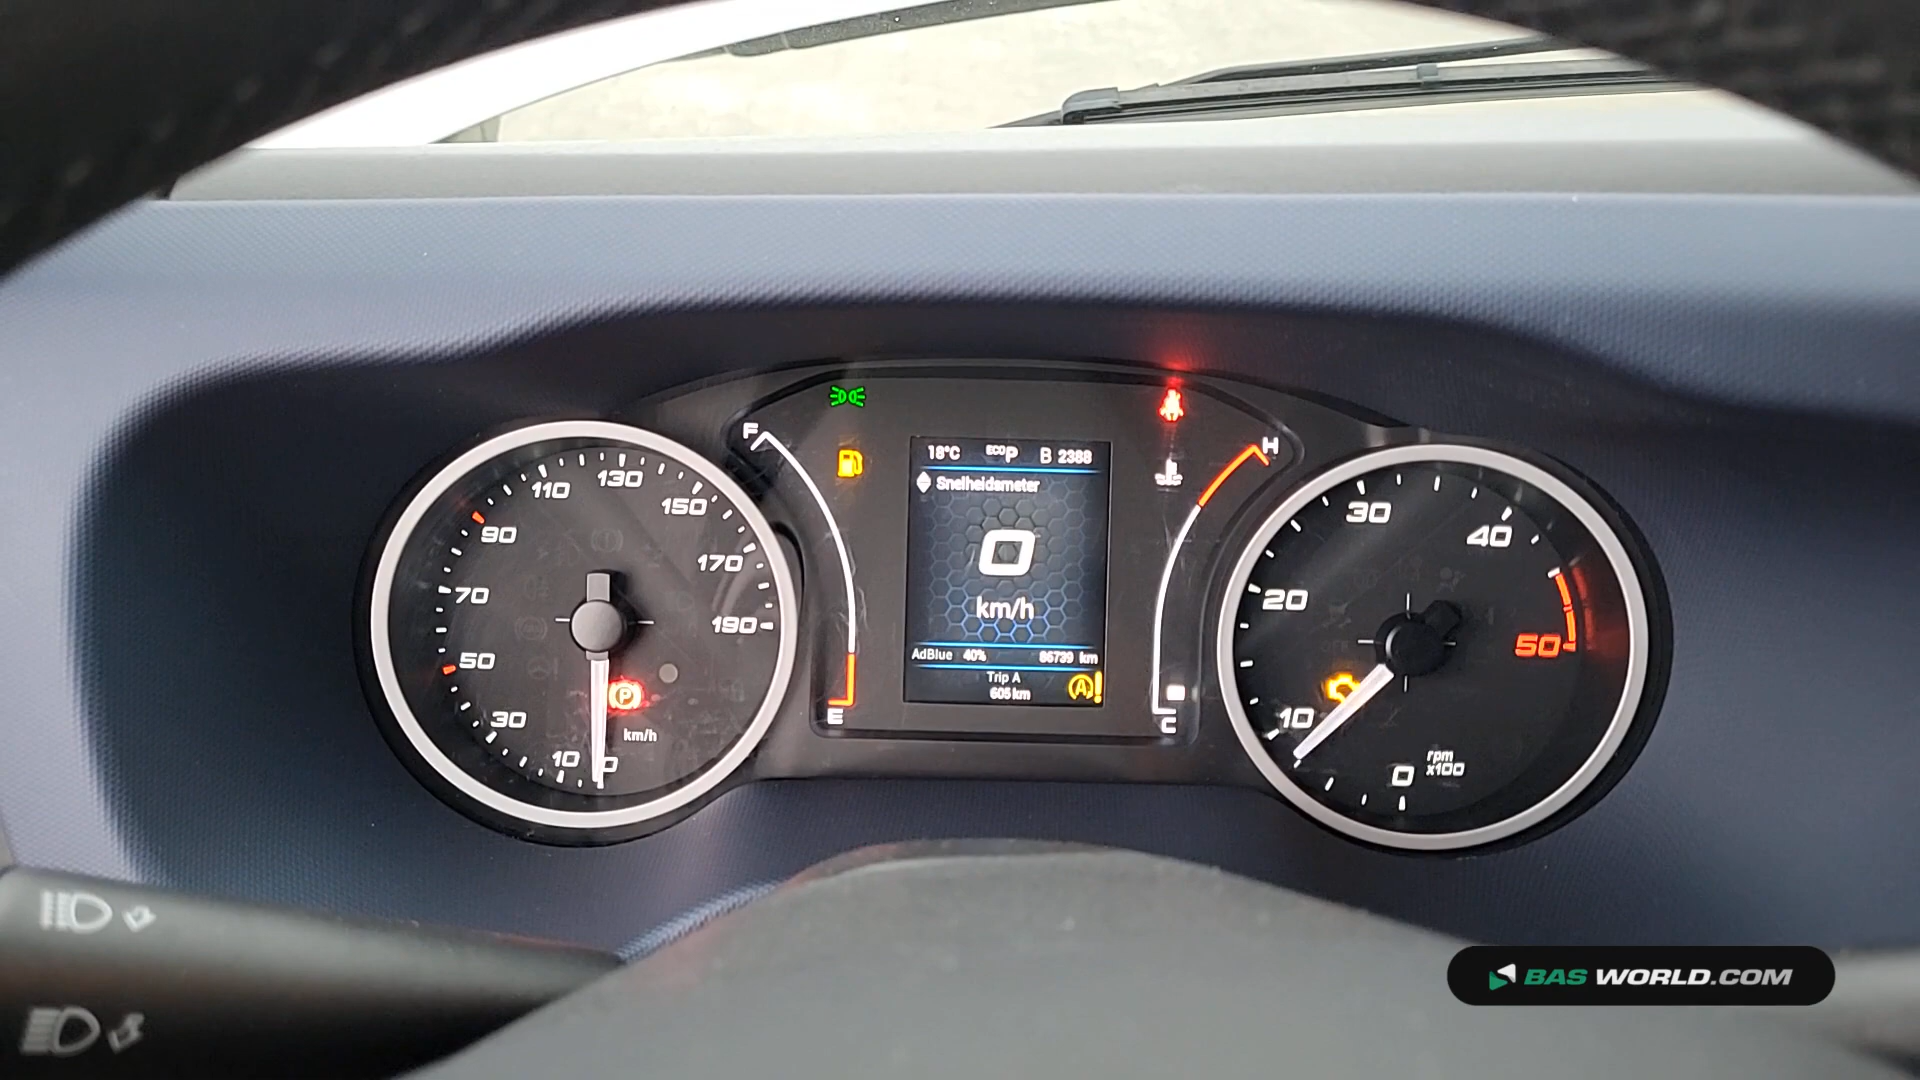 F
H
18°C ECO P B 2388
Snelheidsmeter
0
km/h
AdBlue 40% 86739 km
Trip A
605 km
A!
E
C
10
30
50
70
90
110
130
150
170
190
0
P
km/h
0
10
20
30
40
50
rpm
x100
BAS WORLD.COM